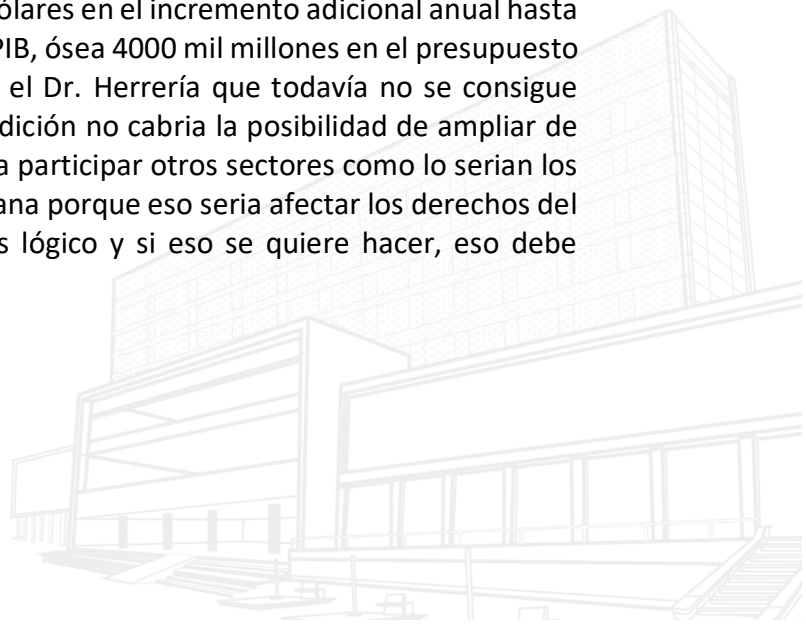 ólares en el incremento adicional anual hasta
PIB, ósea 4000 mil millones en el presupuesto
el Dr. Herrería que todavía no se consigue
dición no cabria la posibilidad de ampliar de
a participar otros sectores como lo serian los
ana porque eso seria afectar los derechos del
s lógico y si eso se quiere hacer, eso debe